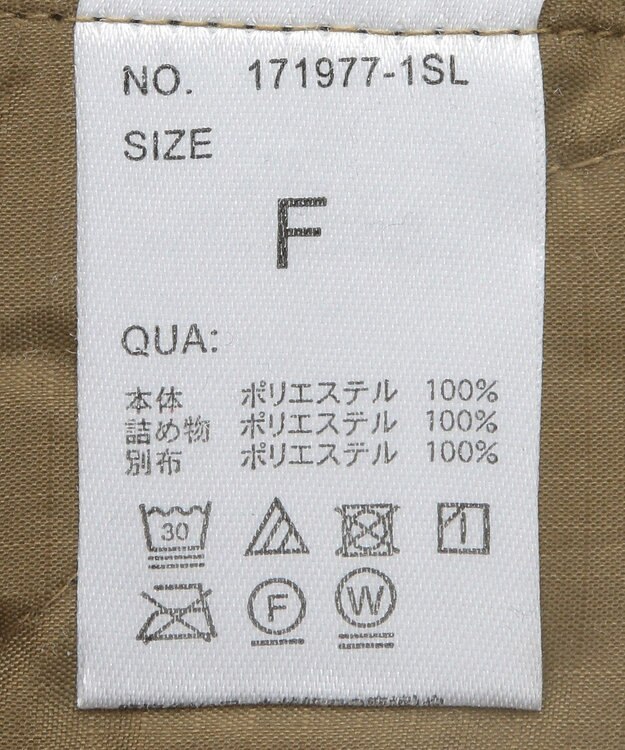 NO. 171977-1SL
SIZE
F
QUA:
本体 ポリエステル 100%
詰め物 ポリエステル 100%
別布 ポリエステル 100%
30
F W